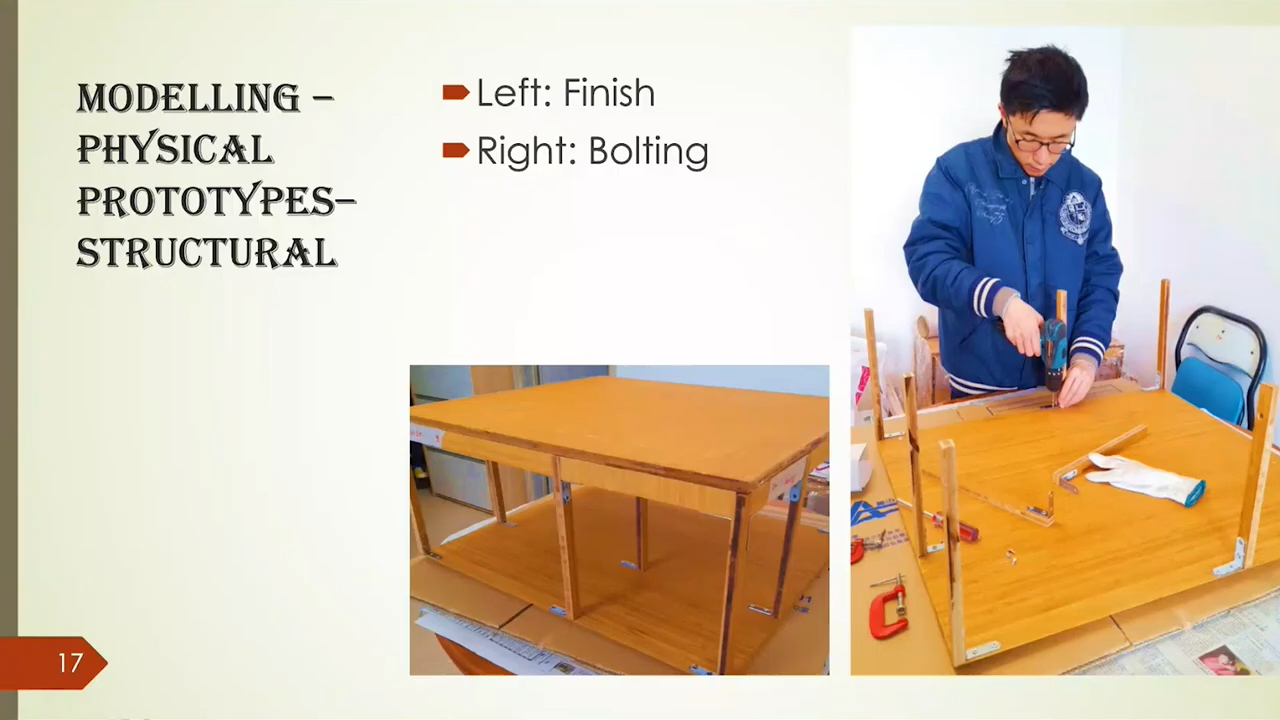 MODELLING –
PHYSICAL
PROTOTYPES–
STRUCTURAL
Left: Finish
Right: Bolting
17